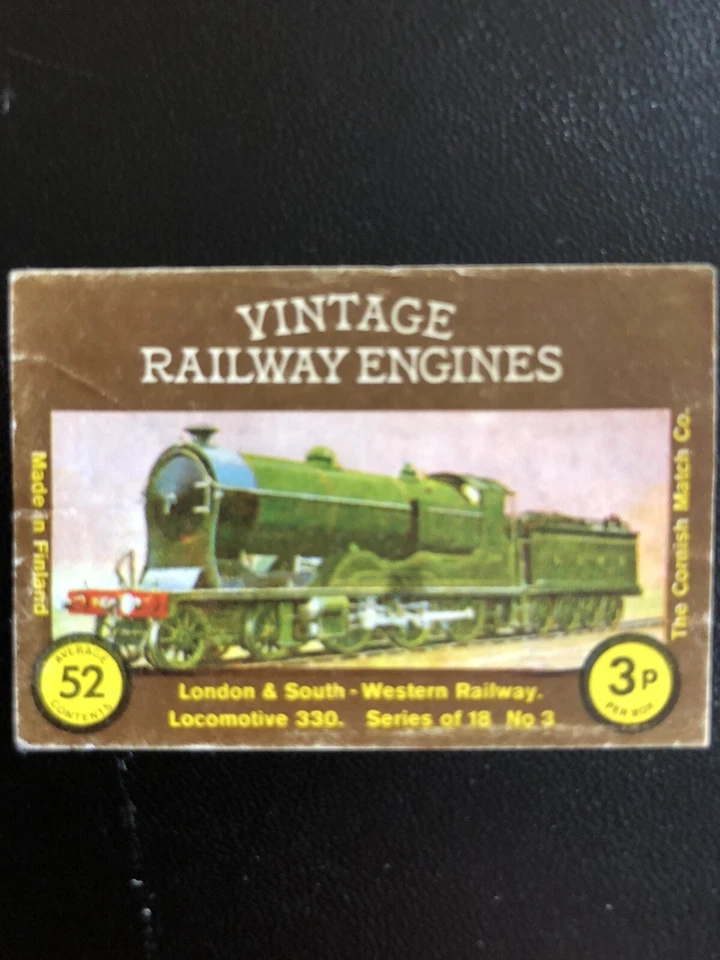 VINTAGE
RAILWAY ENGINES
Made in Finland
The Cornish Match Co.
AVERAGE
52
CONTENTS
London & South-Western Railway.
Locomotive 330. Series of 18 No 3
3P
PER BOX